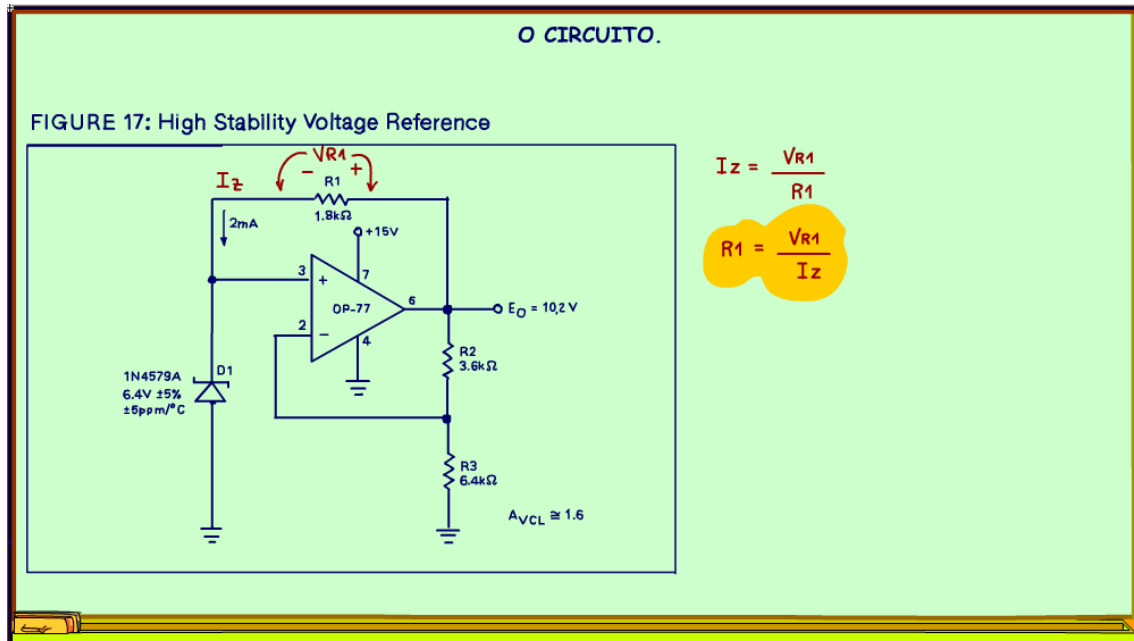 O CIRCUITO.
FIGURE 17: High Stability Voltage Reference
VR1
- +
Iz
R1
1.8kΩ
2mA
+15V
3
+
7
OP-77
6
E_O = 10,2 V
2
-
4
R2
3.6kΩ
1N4579A
6.4V ±5%
±5ppm/°C
D1
R3
6.4kΩ
A_VCL ≅ 1.6
Iz = VR1
R1
R1 = VR1
Iz